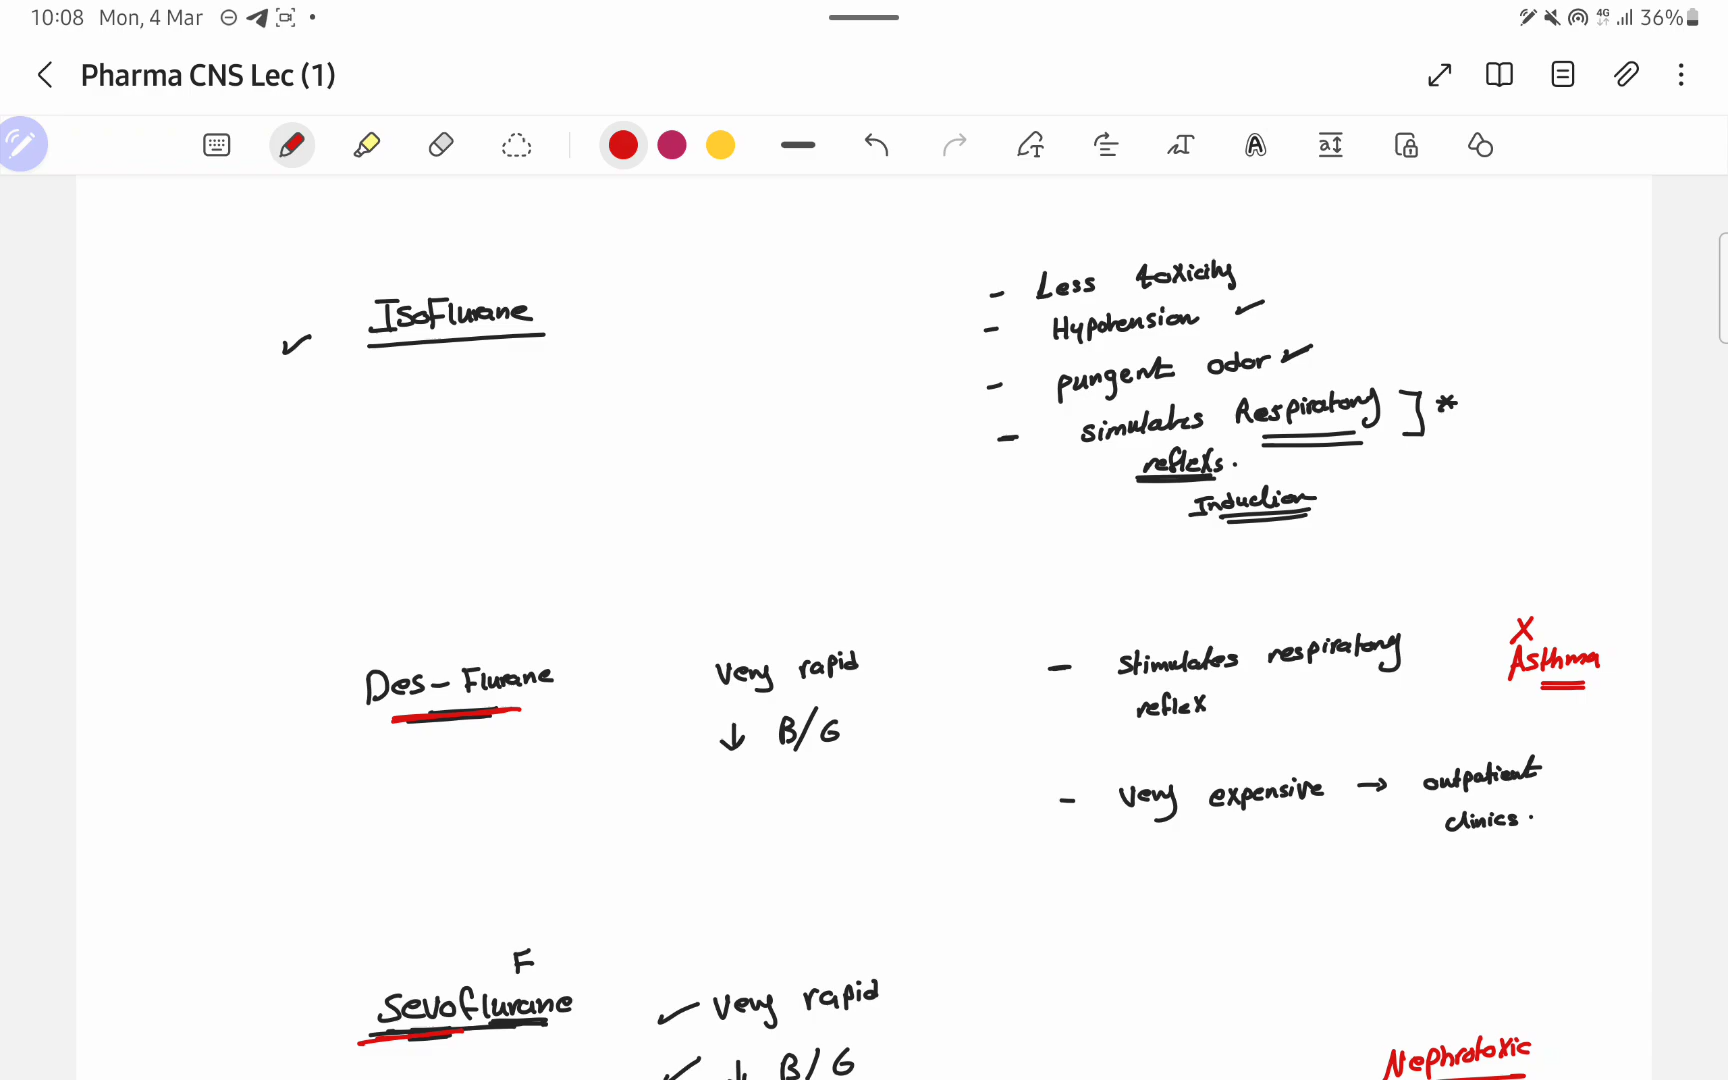 10:08 Mon, 4 Mar
4G 36%
Pharma CNS Lec (1)
IsoFlurane
- Less toxicity
- Hypotension ✓
- pungent odor ✓
- simulates Respiratory ] *
reflexs.
Induction
Des-Flurane
Very rapid
↓ B/G
- Stimulates respiratory
reflex
X
Asthma
- Very expensive → outpatient
clinics.
F
Sevoflurane
✓ Very rapid
✓ ↓ B/G
Nephrotoxic